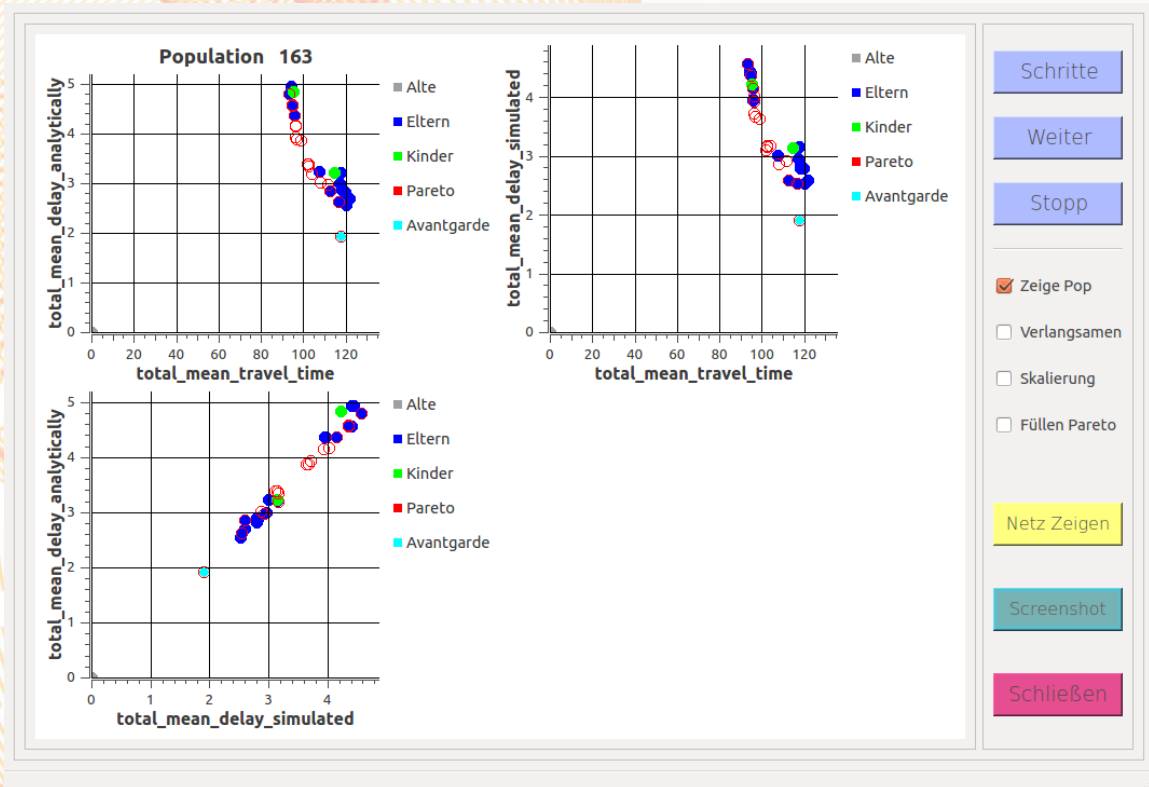 Population 163
total_mean_delay_analytically
5
4
3
2
1
0
0 20 40 60 80 100 120
total_mean_travel_time
Alte
Eltern
Kinder
Pareto
Avantgarde
total_mean_delay_simulated
4
3
2
1
0
0 20 40 60 80 100 120
total_mean_travel_time
Alte
Eltern
Kinder
Pareto
Avantgarde
total_mean_delay_analytically
5
4
3
2
1
0
0 1 2 3 4
total_mean_delay_simulated
Alte
Eltern
Kinder
Pareto
Avantgarde
Schritte
Weiter
Stopp
Zeige Pop
Verlangsamen
Skalierung
Füllen Pareto
Netz Zeigen
Screenshot
Schließen